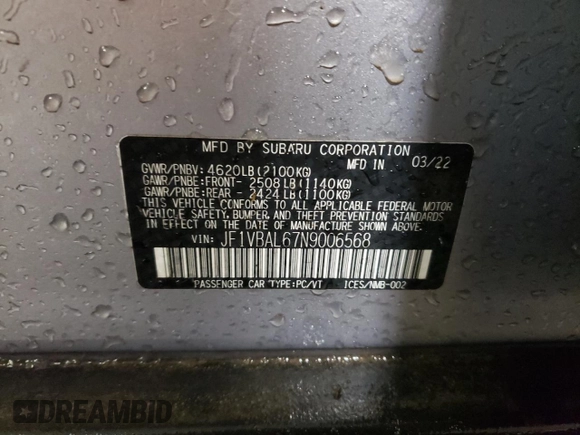 MFD BY SUBARU CORPORATION
GVWR/PNBV: 4620LB(2100KG) MFD IN 03/22
GAWR/PNBE:FRONT- 2508LB(1140KG)
GAWR/PNBE:REAR - 2424LB(1100KG)
THIS VEHICLE CONFORMS TO ALL APPLICABLE FEDERAL MOTOR
VEHICLE SAFETY, BUMPER, AND THEFT PREVENTION STANDARDS
IN EFFECT ON THE DATE OF MANUFACTURE SHOWN ABOVE.
VIN: JF1VBAL67N9006568
PASSENGER CAR TYPE:PC/VT ICES/NMB-002
DREAMBID